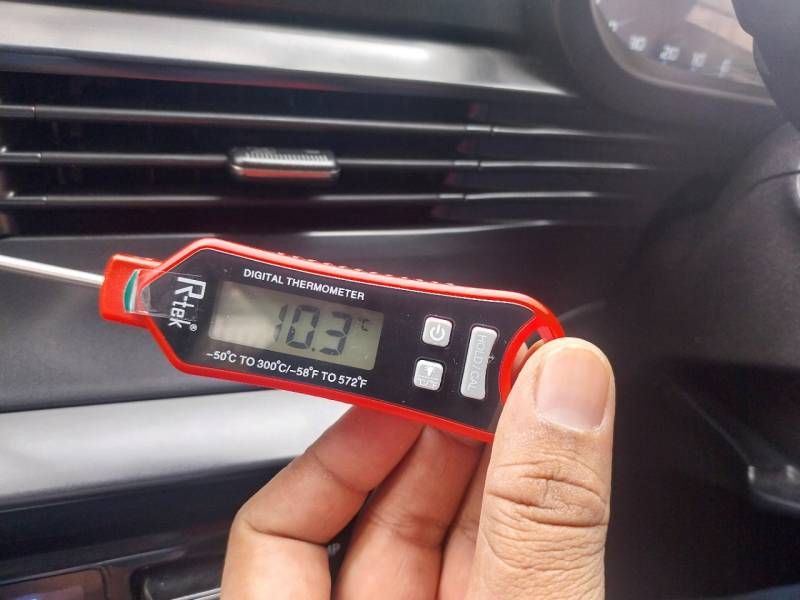 DIGITAL THERMOMETER
R-tek®
10.3°C
-50°C TO 300°C/-58°F TO 572°F
HOLD / CAL